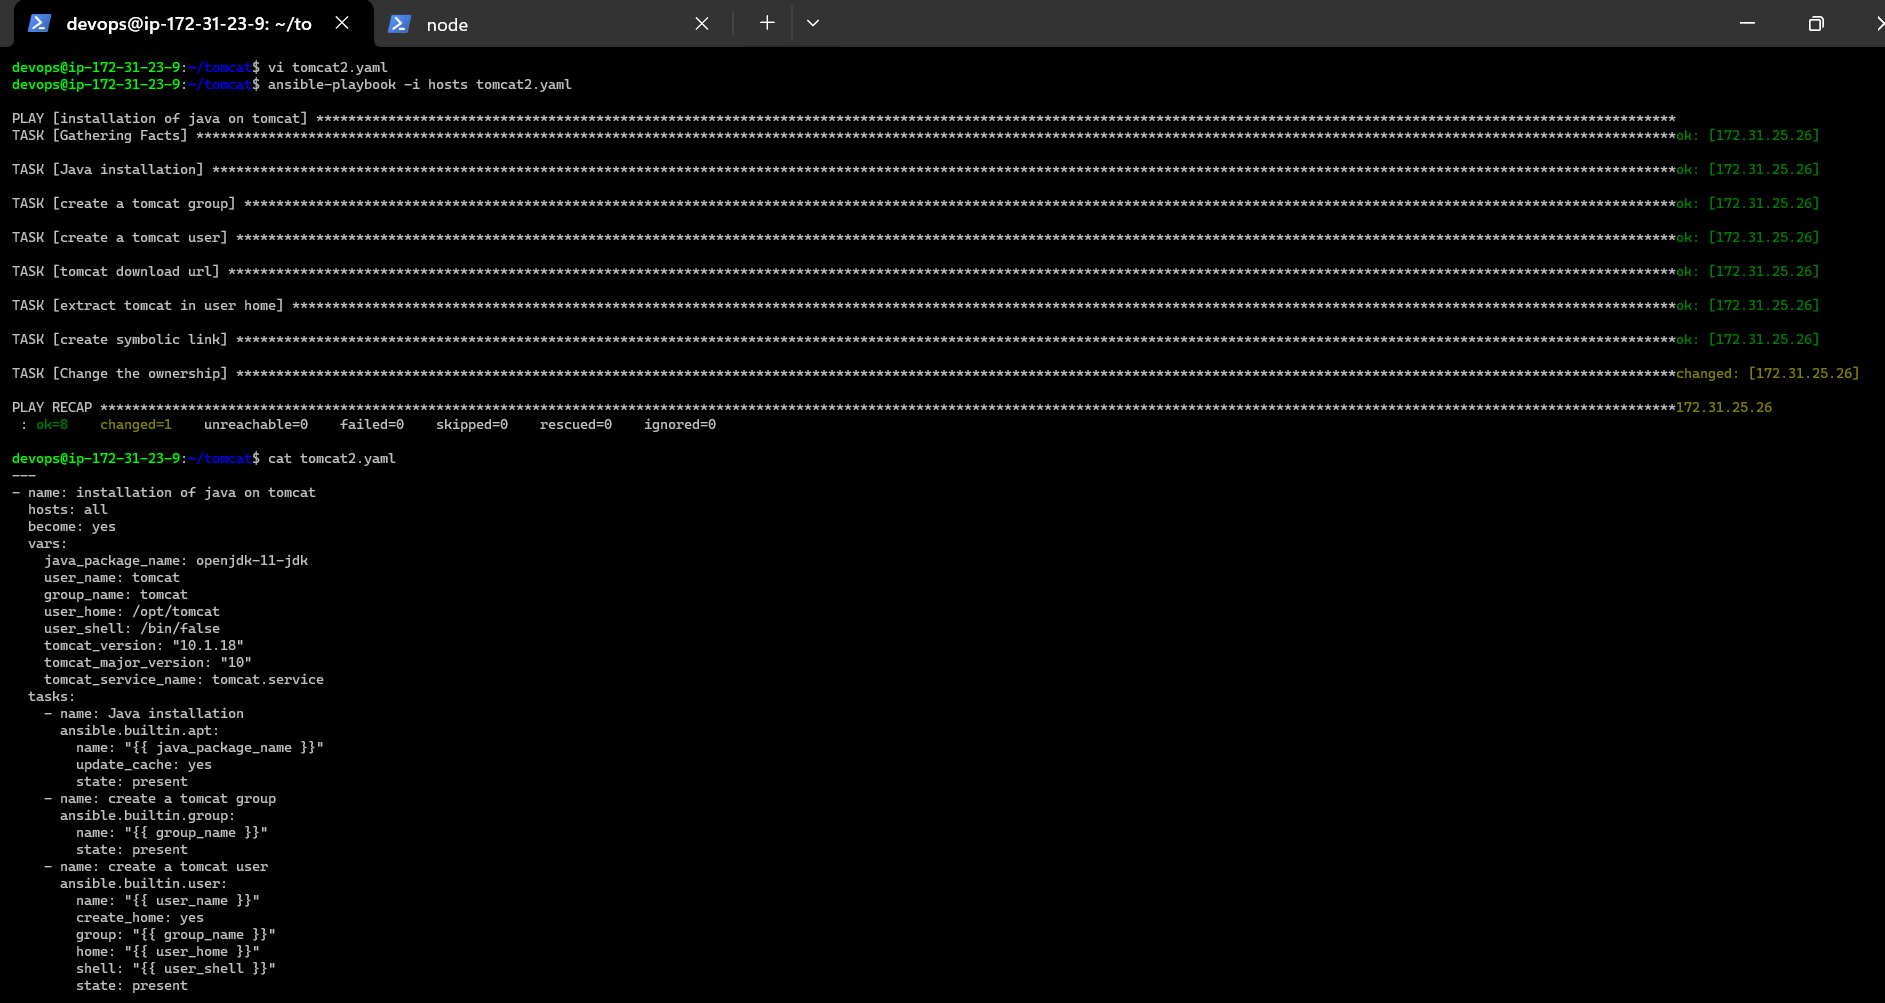 devops@ip-172-31-23-9: ~/to
node
devops@ip-172-31-23-9:~/tomcat$ vi tomcat2.yaml
devops@ip-172-31-23-9:~/tomcat$ ansible-playbook -i hosts tomcat2.yaml
PLAY [installation of java on tomcat] **************************************************************************************************************************************************************************
TASK [Gathering Facts] *****************************************************************************************************************************************************************************************ok: [172.31.25.26]
TASK [Java installation] ***************************************************************************************************************************************************************************************ok: [172.31.25.26]
TASK [create a tomcat group] ***********************************************************************************************************************************************************************************ok: [172.31.25.26]
TASK [create a tomcat user] ************************************************************************************************************************************************************************************ok: [172.31.25.26]
TASK [tomcat download url] *************************************************************************************************************************************************************************************ok: [172.31.25.26]
TASK [extract tomcat in user home] *****************************************************************************************************************************************************************************ok: [172.31.25.26]
TASK [create symbolic link] ************************************************************************************************************************************************************************************ok: [172.31.25.26]
TASK [Change the ownership] ************************************************************************************************************************************************************************************changed: [172.31.25.26]
PLAY RECAP *****************************************************************************************************************************************************************************************************172.31.25.26
 : ok=8    changed=1    unreachable=0    failed=0    skipped=0    rescued=0    ignored=0
devops@ip-172-31-23-9:~/tomcat$ cat tomcat2.yaml
---
- name: installation of java on tomcat
  hosts: all
  become: yes
  vars:
    java_package_name: openjdk-11-jdk
    user_name: tomcat
    group_name: tomcat
    user_home: /opt/tomcat
    user_shell: /bin/false
    tomcat_version: "10.1.18"
    tomcat_major_version: "10"
    tomcat_service_name: tomcat.service
  tasks:
    - name: Java installation
      ansible.builtin.apt:
        name: "{{ java_package_name }}"
        update_cache: yes
        state: present
    - name: create a tomcat group
      ansible.builtin.group:
        name: "{{ group_name }}"
        state: present
    - name: create a tomcat user
      ansible.builtin.user:
        name: "{{ user_name }}"
        create_home: yes
        group: "{{ group_name }}"
        home: "{{ user_home }}"
        shell: "{{ user_shell }}"
        state: present